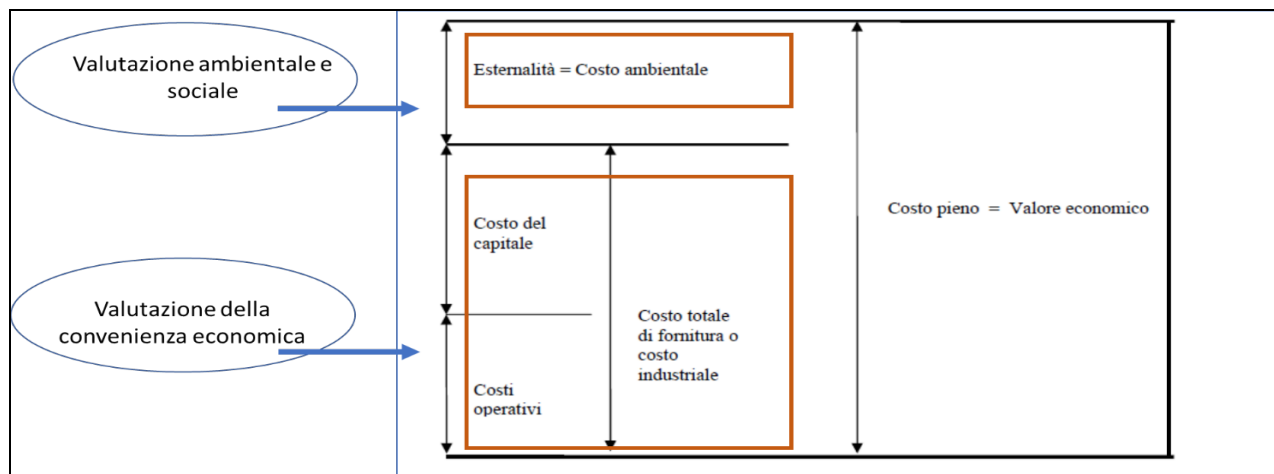 Valutazione ambientale e
sociale
Esternalità = Costo ambientale
Costo del
capitale
Costo pieno = Valore economico
Valutazione della
convenienza economica
Costo totale
di fornitura o
costo
industriale
Costi
operativi